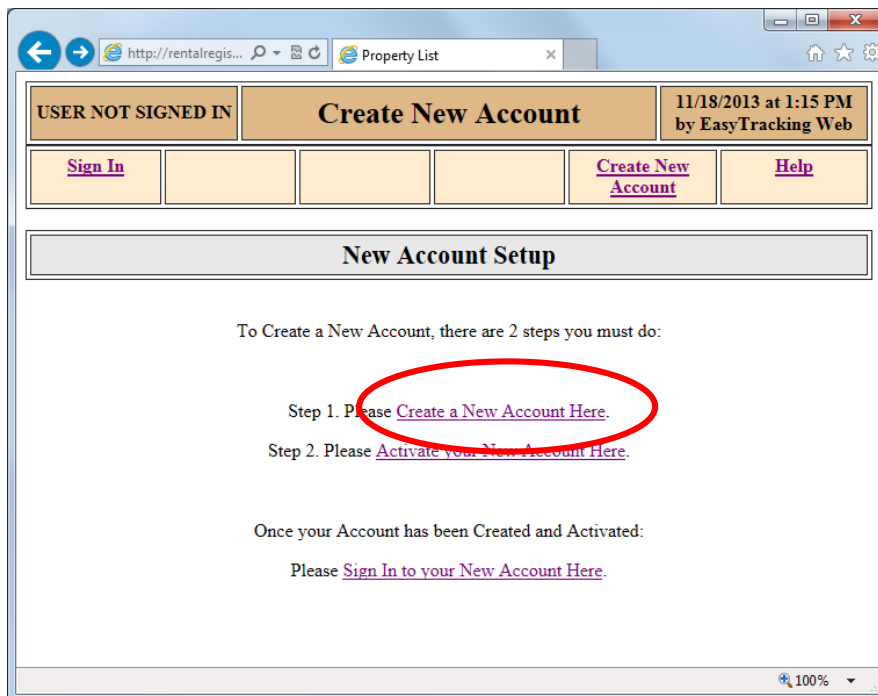 http://rentalregis...
Property List
USER NOT SIGNED IN
Create New Account
11/18/2013 at 1:15 PM
by EasyTracking Web
Sign In
Create New
Account
Help
New Account Setup
To Create a New Account, there are 2 steps you must do:
Step 1. Please Create a New Account Here.
Step 2. Please Activate your New Account Here.
Once your Account has been Created and Activated:
Please Sign In to your New Account Here.
100%